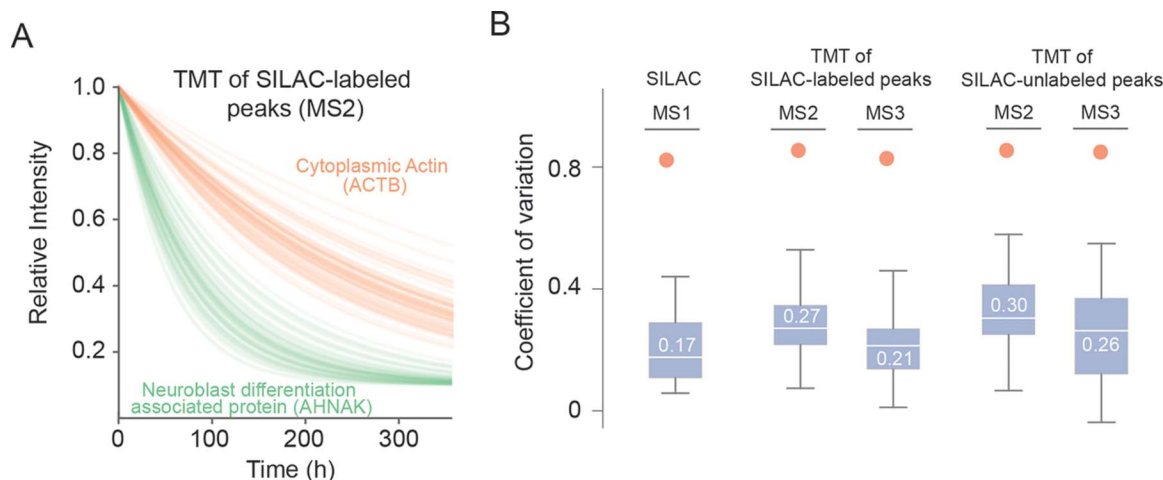 A
TMT of SILAC-labeled
peaks (MS2)
Relative Intensity
1.0
0.8
0.6
0.4
0.2
Cytoplasmic Actin
(ACTB)
Neuroblast differentiation
associated protein (AHNAK)
0
100
200
300
Time (h)
B
Coefficient of variation
0.8
0.4
0
SILAC
MS1
TMT of
SILAC-labeled peaks
MS2
MS3
TMT of
SILAC-unlabeled peaks
MS2
MS3
0.17
0.27
0.21
0.30
0.26